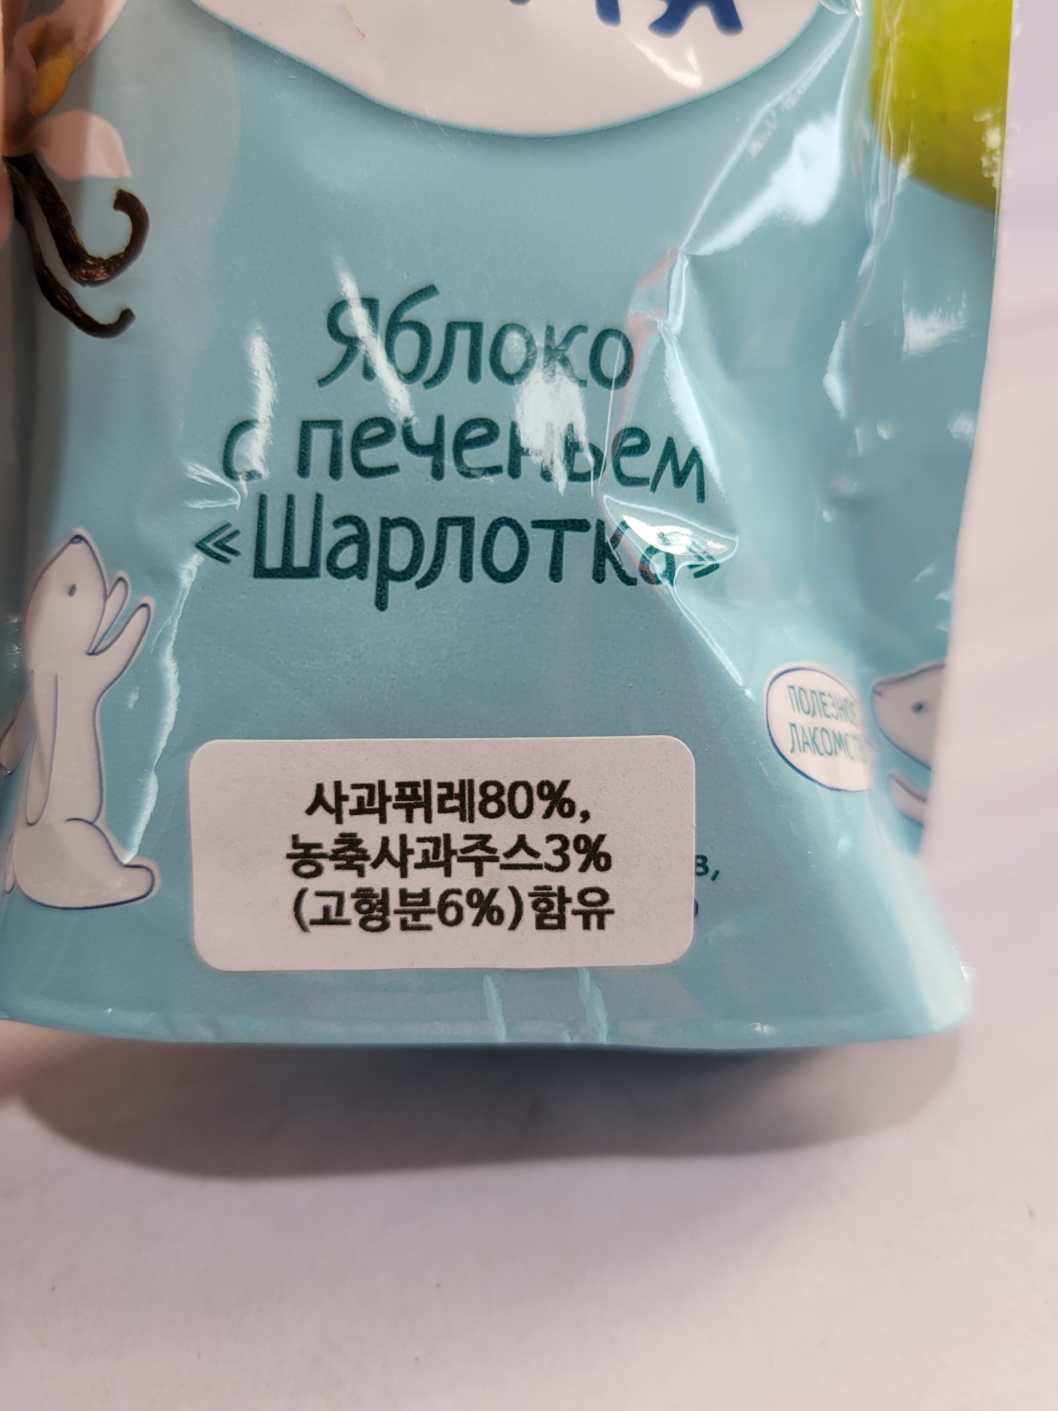 Яблоко
с печеньем
«Шарлотка»
ПОЛЕЗНОЕ
사과퓌레80%,
농축사과주스3%
(고형분6%)함유